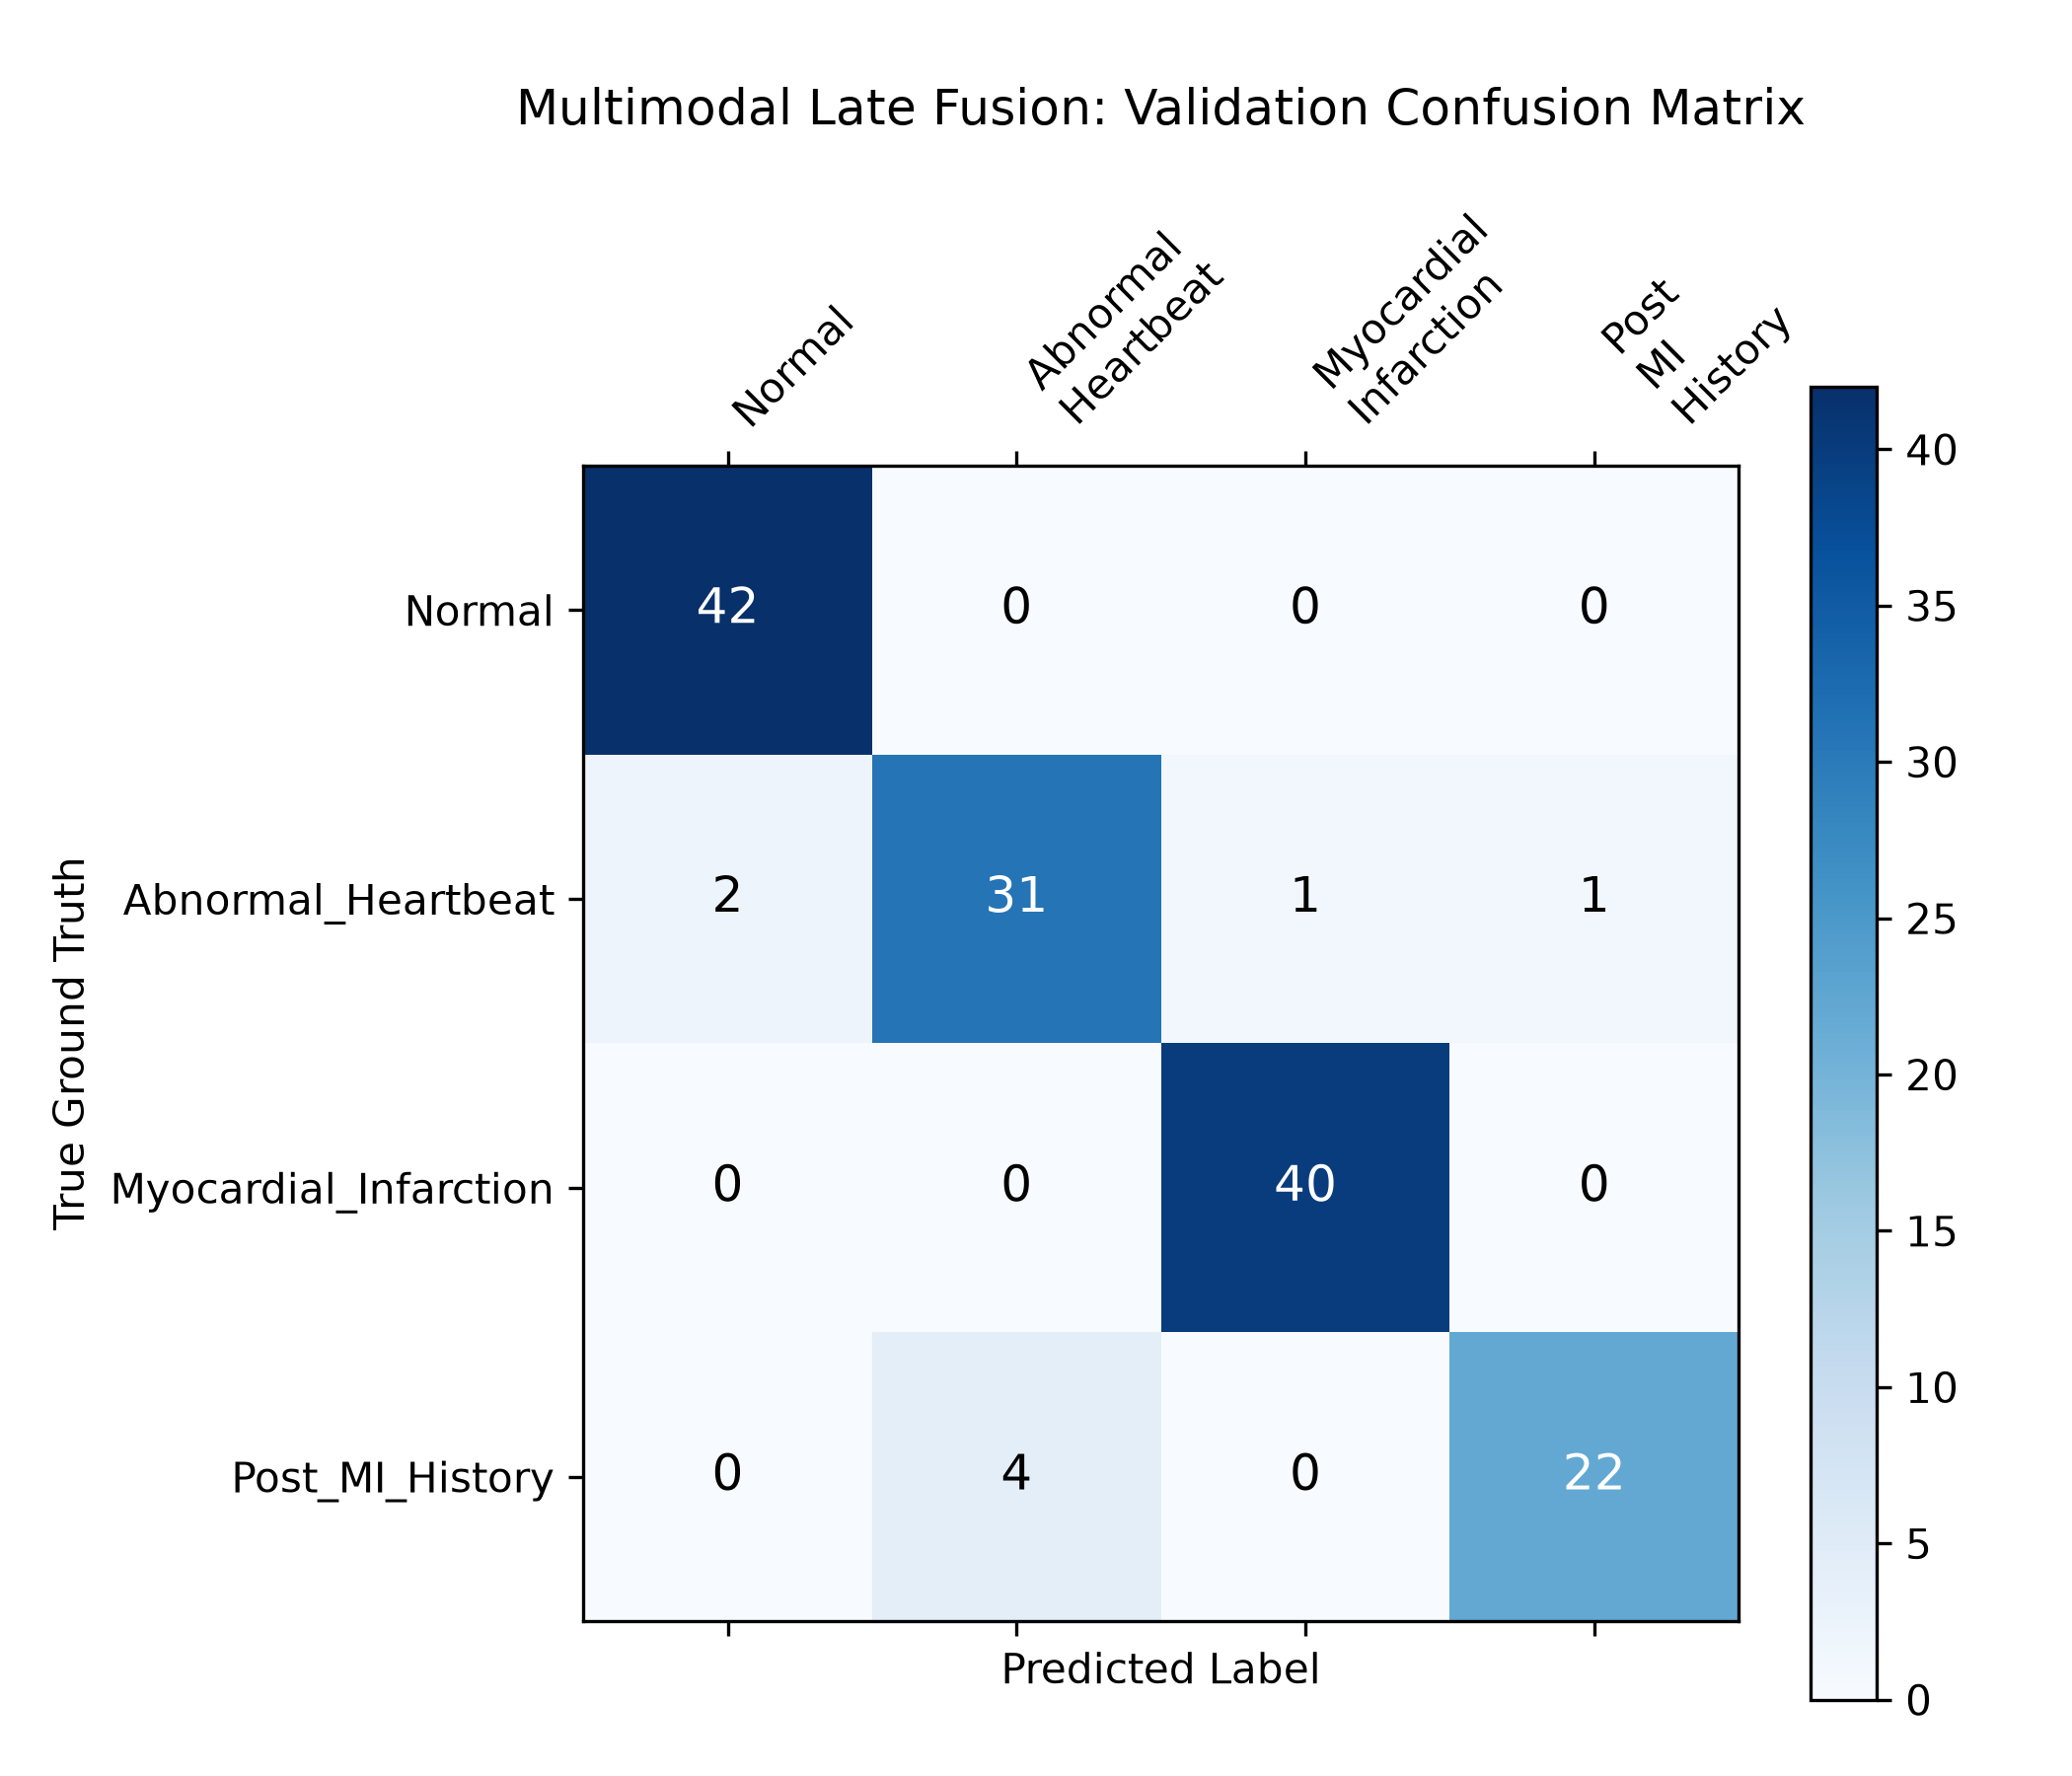 Multimodal Late Fusion: Validation Confusion Matrix
Normal
Abnormal
Heartbeat
Myocardial
Infarction
Post
MI
History
True Ground Truth
Normal
42 0 0 0
Abnormal_Heartbeat
2 31 1 1
Myocardial_Infarction
0 0 40 0
Post_MI_History
0 4 0 22
Predicted Label
40
35
30
25
20
15
10
5
0